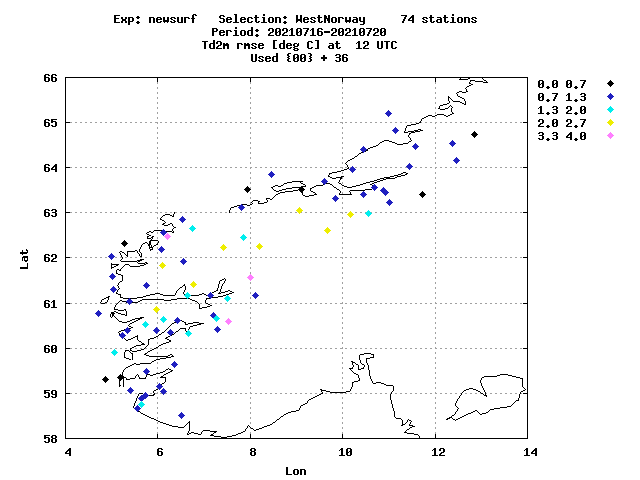 Exp: newsurf Selection: WestNorway 74 stations
Period: 20210716-20210720
Td2m rmse [deg C] at 12 UTC
Used {00} + 36
66
65
64
63
62
61
60
59
58
Lat
4 6 8 10 12 14
Lon
0.0 0.7
0.7 1.3
1.3 2.0
2.0 2.7
3.3 4.0